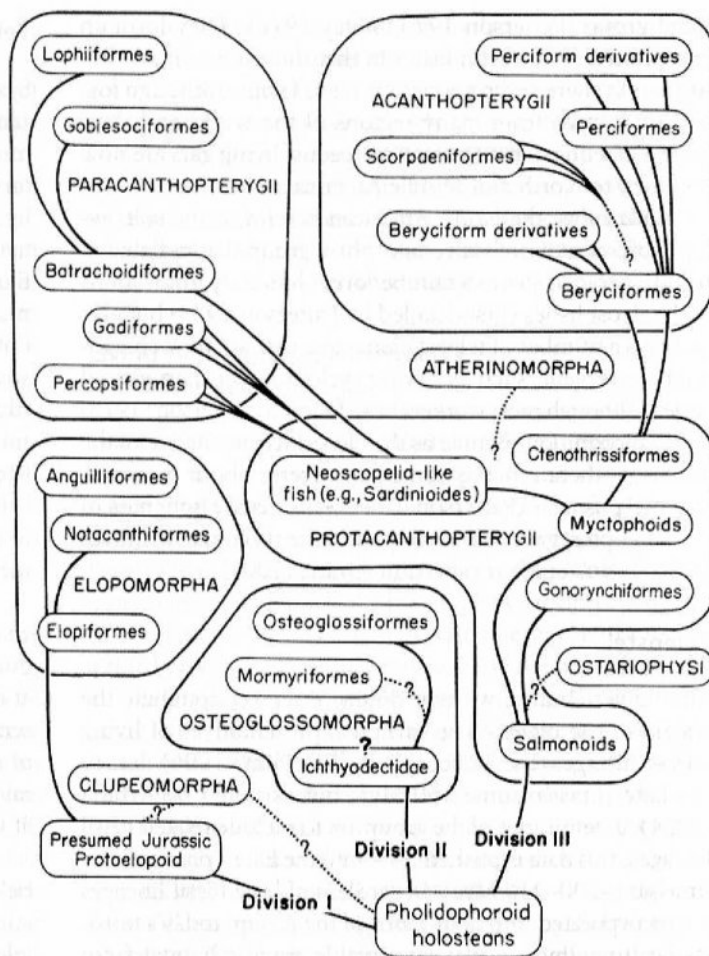 Lophiiformes
Gobiesociformes
PARACANTHOPTERYGII
Batrachoidiformes
Gadiformes
Percopsiformes
Perciform derivatives
ACANTHOPTERYGII
Perciformes
Scorpaeniformes
Beryciform derivatives
Beryciformes
ATHERINOMORPHA
?
Ctenothrissiformes
Neoscopelid-like
fish (e.g., Sardinioides)
Myctophoids
PROTACANTHOPTERYGII
Gonorynchiformes
Anguilliformes
Notacanthiformes
ELOPOMORPHA
Elopiformes
Osteoglossiformes
Mormyriformes
?
OSTEOGLOSSOMORPHA
?
Ichthyodectidae
OSTARIOPHYSI
?
Salmonoids
CLUPEOMORPHA
?
?
Presumed Jurassic
Protoelopoid
Division I
Division II
Division III
Pholidophoroid
holosteans